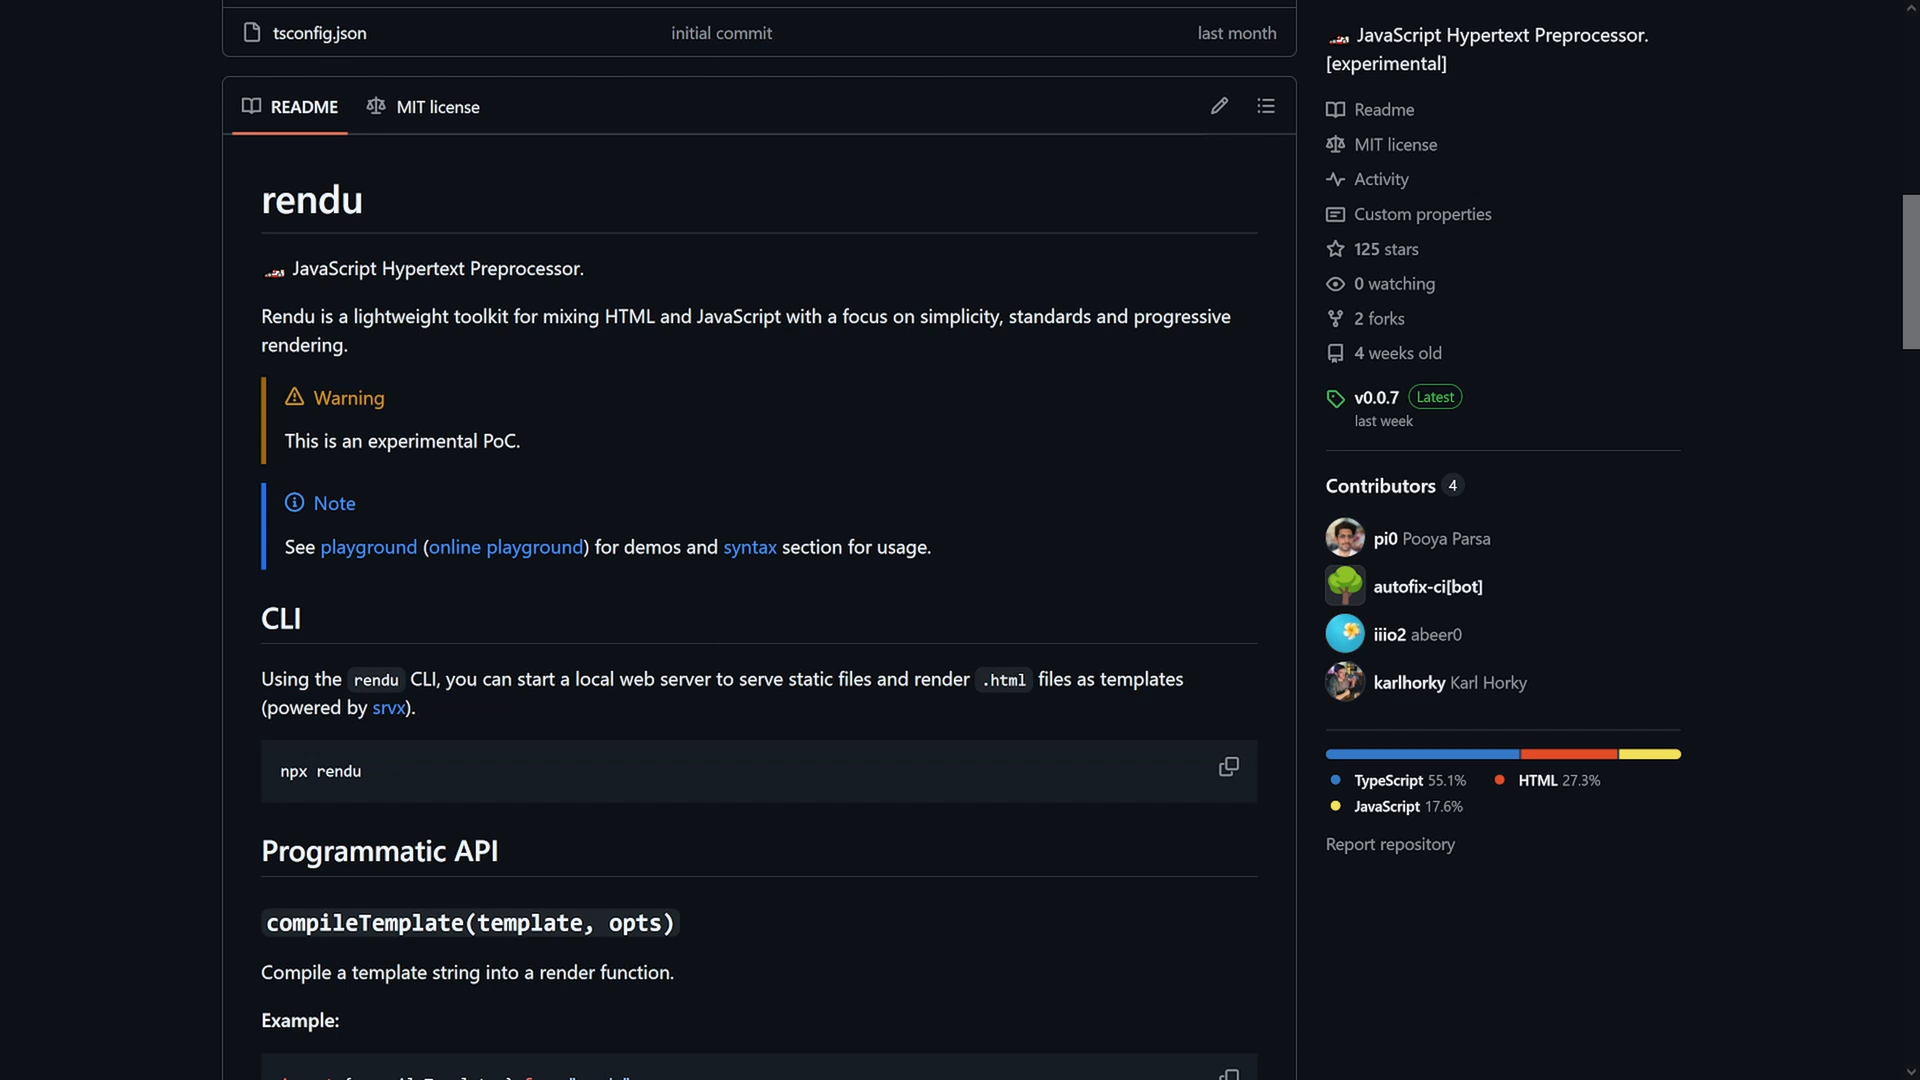 tsconfig.json initial commit last month
README MIT license
rendu
JavaScript Hypertext Preprocessor.
Rendu is a lightweight toolkit for mixing HTML and JavaScript with a focus on simplicity, standards and progressive
rendering.
Warning
This is an experimental PoC.
Note
See playground (online playground) for demos and syntax section for usage.
CLI
Using the rendu CLI, you can start a local web server to serve static files and render .html files as templates
(powered by srvx).
npx rendu
Programmatic API
compileTemplate(template, opts)
Compile a template string into a render function.
Example:
JavaScript Hypertext Preprocessor.
[experimental]
Readme
MIT license
Activity
Custom properties
125 stars
0 watching
2 forks
4 weeks old
v0.0.7 Latest
last week
Contributors 4
pi0 Pooya Parsa
autofix-ci[bot]
iiio2 abeer0
karlhorky Karl Horky
TypeScript 55.1% HTML 27.3%
JavaScript 17.6%
Report repository